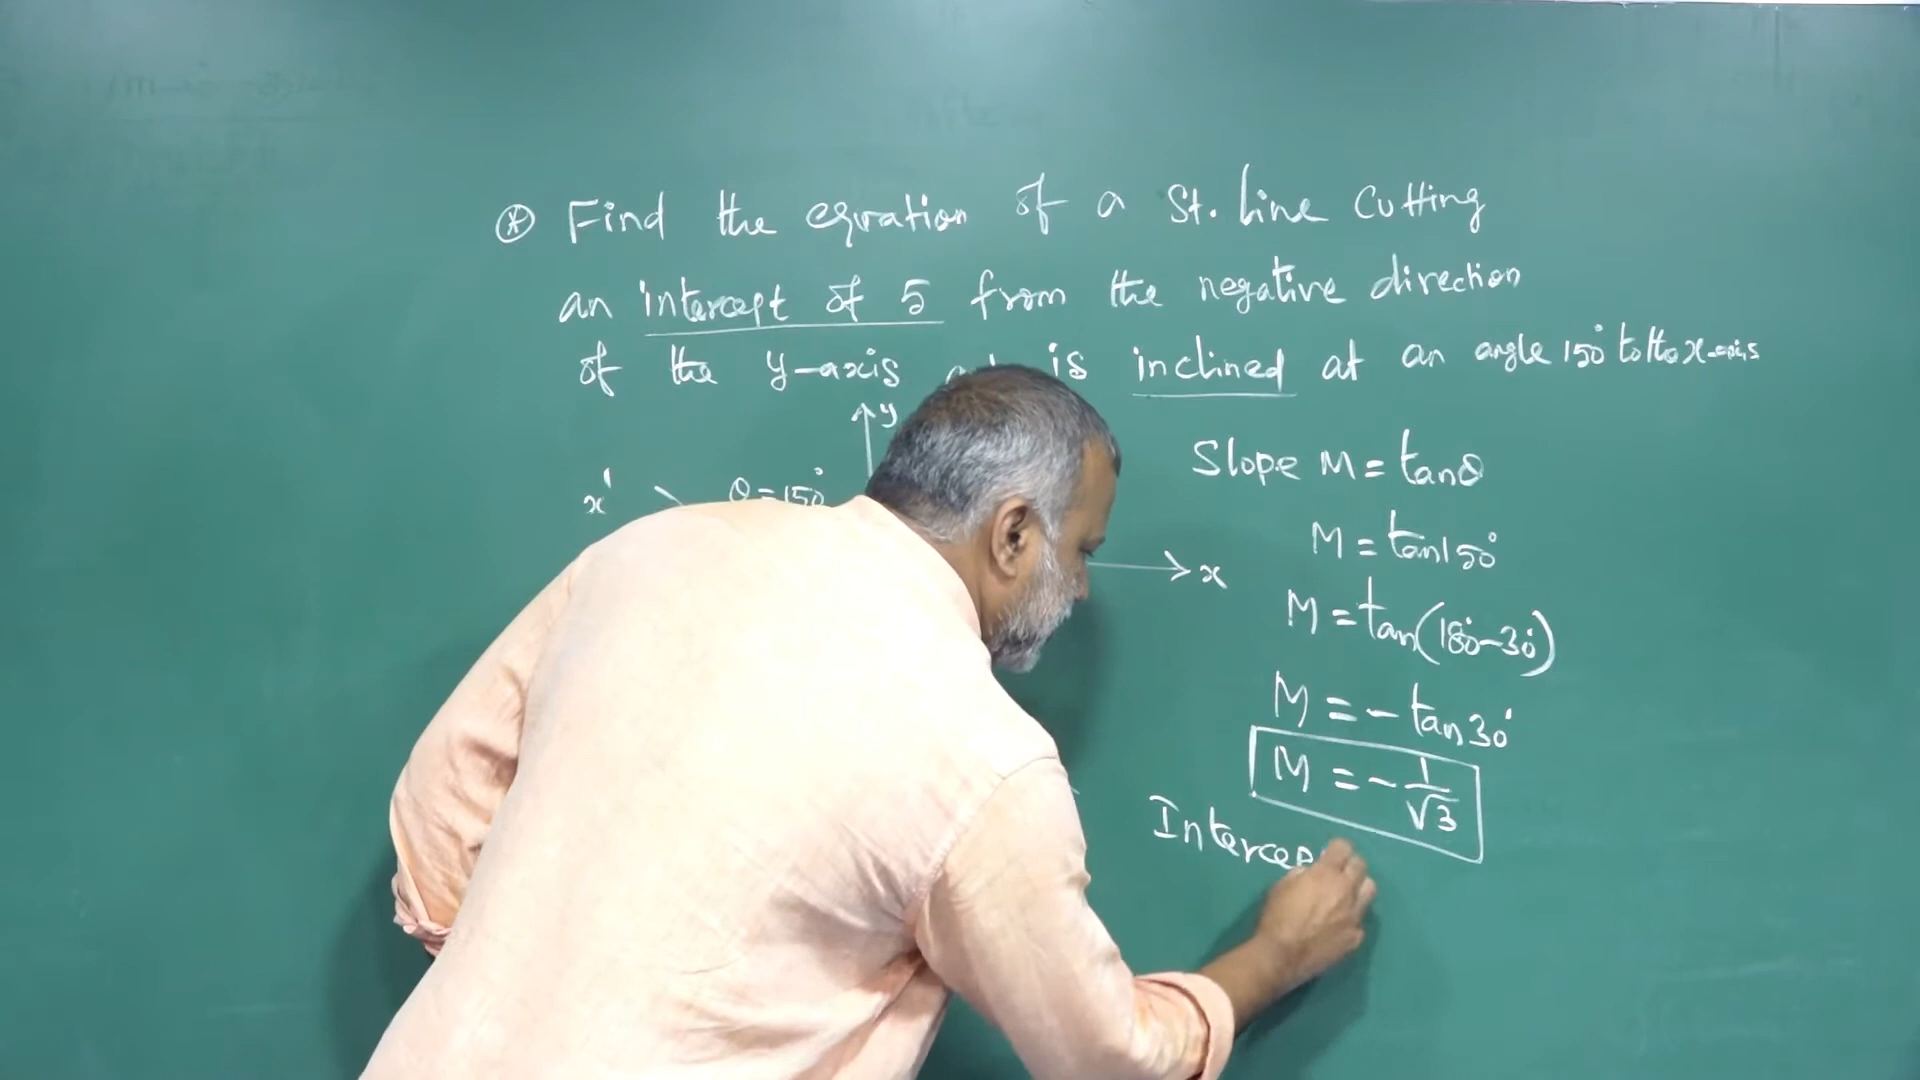 ⊛ Find the equation of a St. line cutting
an intercept of 5 from the negative direction
of the y-axis is inclined at an angle 150° to the x-axis
y
x'
θ = 150°
x
Slope M = tanθ
M = tan150°
M = tan(180°-30°)
M = - tan30°
M = - 1/√3
Intercep